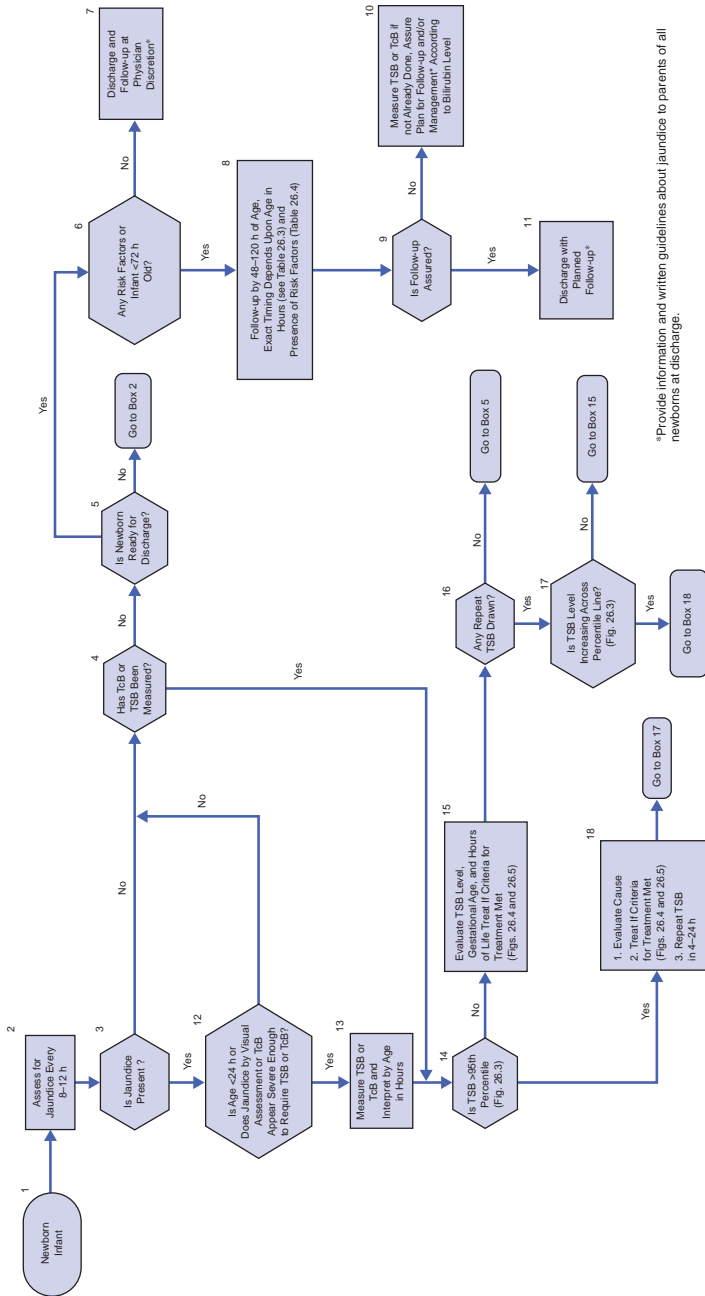 1
Newborn
Infant
2
Assess for
Jaundice Every
8–12 h
3
Is Jaundice
Present ?
No
Yes
4
Has TcB or
TSB Been
Measured?
No
Yes
5
Is Newborn
Ready for
Discharge?
No
Go to Box 2
Yes
6
Any Risk Factors or
Infant <72 h
Old?
No
7
Discharge and
Follow-up at
Physician
Discretion*
Yes
8
Follow-up by 48–120 h of Age,
Exact Timing Depends Upon Age in
Hours (see Table 26.3) and
Presence of Risk Factors (Table 26.4)
9
Is Follow-up
Assured?
No
10
Measure TSB or TcB if
not Already Done, Assure
Plan for Follow-up and/or
Management* According
to Bilirubin Level
Yes
11
Discharge with
Planned
Follow-up*
12
Is Age <24 h or
Does Jaundice by Visual
Assessment or TcB
Appear Severe Enough
to Require TSB or TcB?
No
Yes
13
Measure TSB or
TcB and
Interpret by Age
in Hours
14
Is TSB >95th
Percentile
(Fig. 26.3)
No
Yes
15
Evaluate TSB Level,
Gestational Age, and Hours
of Life Treat If Criteria for
Treatment Met
(Figs. 26.4 and 26.5)
16
Any Repeat
TSB Drawn?
No
Go to Box 5
Yes
17
Is TSB Level
Increasing Across
Percentile Line?
(Fig. 26.3)
No
Go to Box 15
Yes
Go to Box 18
18
1. Evaluate Cause
2. Treat If Criteria
for Treatment Met
(Figs. 26.4 and 26.5)
3. Repeat TSB
in 4–24 h
Go to Box 17
*Provide information and written guidelines about jaundice to parents of all
newborns at discharge.